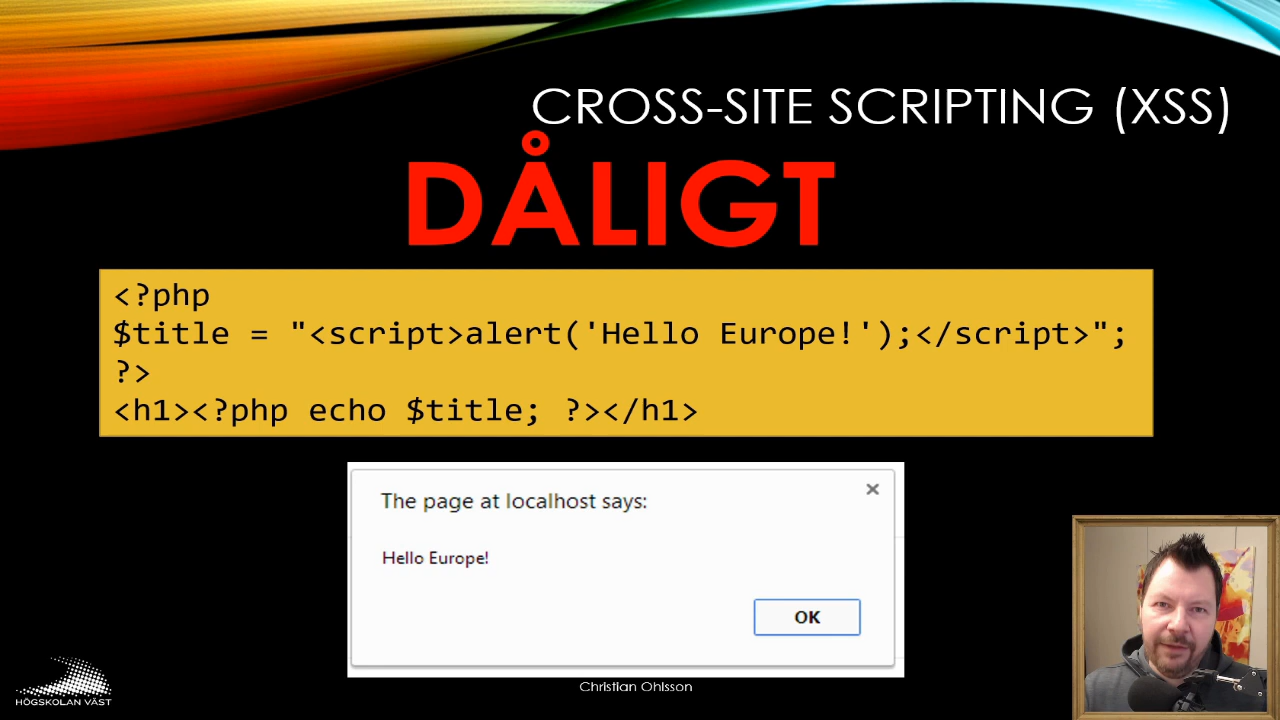 CROSS-SITE SCRIPTING (XSS)
DÅLIGT
<?php
$title = "<script>alert('Hello Europe!');</script>";
?>
<h1><?php echo $title; ?></h1>
The page at localhost says:
Hello Europe!
OK
Christian Ohlsson
HÖGSKOLAN VÄST